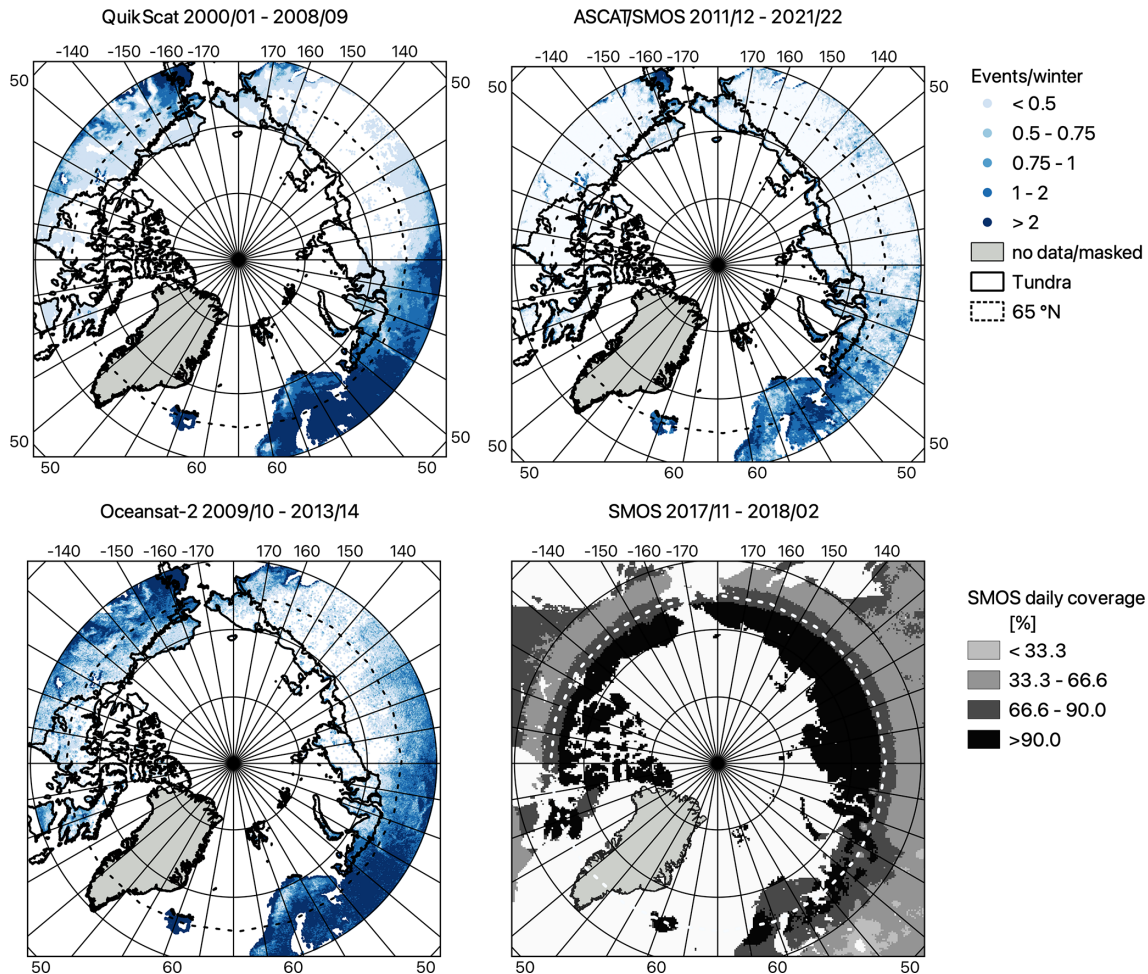 QuikScat 2000/01 - 2008/09
-140 -150 -160 -170 170 160 150 140
50 50
50 50
50 60 60 50
ASCAT/SMOS 2011/12 - 2021/22
-140 -150 -160 -170 170 160 150 140
50 50
50 50
50 60 60 50
Events/winter
< 0.5
0.5 - 0.75
0.75 - 1
1 - 2
> 2
no data/masked
Tundra
65 °N
Oceansat-2 2009/10 - 2013/14
-140 -150 -160 -170 170 160 150 140
50 60 60 50
SMOS 2017/11 - 2018/02
-140 -150 -160 -170 170 160 150 140
50 60 60 50
SMOS daily coverage
[%]
< 33.3
33.3 - 66.6
66.6 - 90.0
>90.0